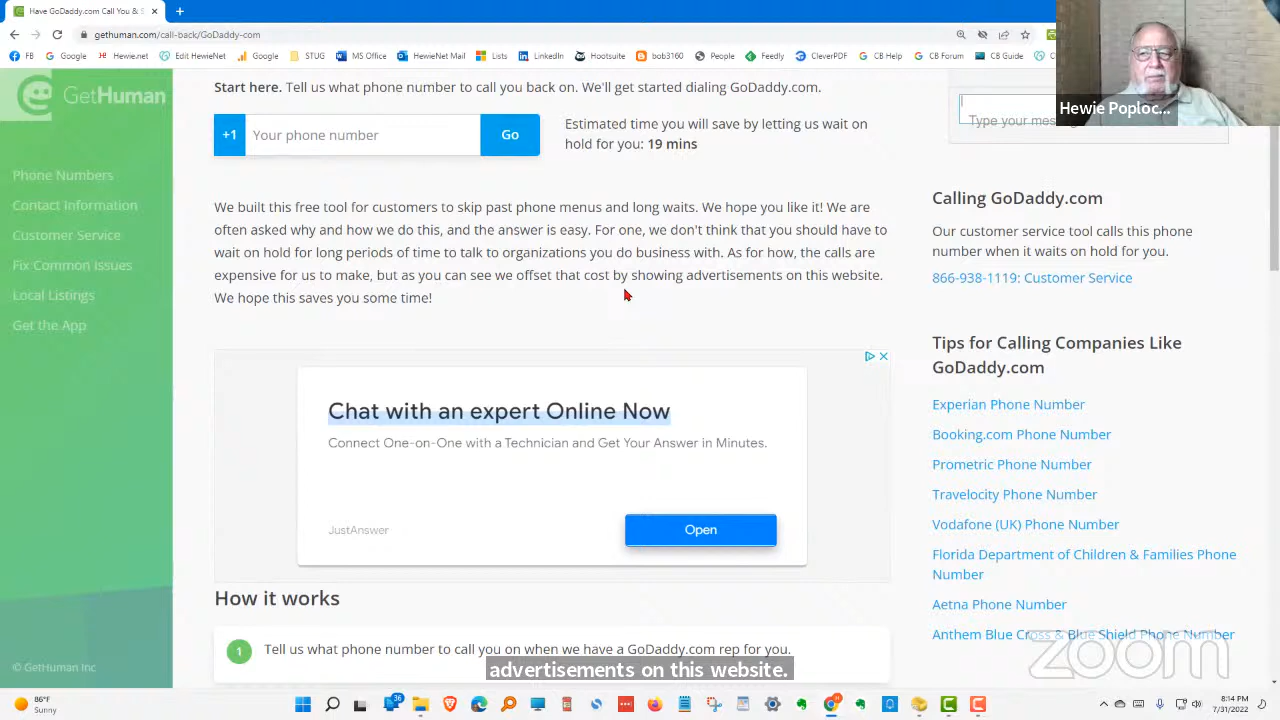 Have GoDaddy.com Call You & S
gethuman.com/call-back/GoDaddy-com
FB
Google
Hewie.net
Edit HewieNet
Google
STUG
MS Office
HewieNet Mail
Lists
LinkedIn
Hootsuite
bob3160
People
Feedly
CleverPDF
CB Help
CB Forum
CB Guide
Hewie Poploc...
GetHuman
Phone Numbers
Contact Information
Customer Service
Fix Common Issues
Local Listings
Get the App
© GetHuman Inc
Start here. Tell us what phone number to call you back on. We'll get started dialing GoDaddy.com.
+1
Your phone number
Go
Estimated time you will save by letting us wait on
hold for you: 19 mins
We built this free tool for customers to skip past phone menus and long waits. We hope you like it! We are
often asked why and how we do this, and the answer is easy. For one, we don't think that you should have to
wait on hold for long periods of time to talk to organizations you do business with. As for how, the calls are
expensive for us to make, but as you can see we offset that cost by showing advertisements on this website.
We hope this saves you some time!
Chat with an expert Online Now
Connect One-on-One with a Technician and Get Your Answer in Minutes.
JustAnswer
Open
How it works
1
Tell us what phone number to call you on when we have a GoDaddy.com rep for you.
advertisements on this website.
Type your mes
Calling GoDaddy.com
Our customer service tool calls this phone
number when it waits on hold for you.
866-938-1119: Customer Service
Tips for Calling Companies Like
GoDaddy.com
Experian Phone Number
Booking.com Phone Number
Prometric Phone Number
Travelocity Phone Number
Vodafone (UK) Phone Number
Florida Department of Children & Families Phone
Number
Aetna Phone Number
Anthem Blue Cross & Blue Shield Phone Number
zoom
86°F
Sunny
36
8:14 PM
7/31/2022